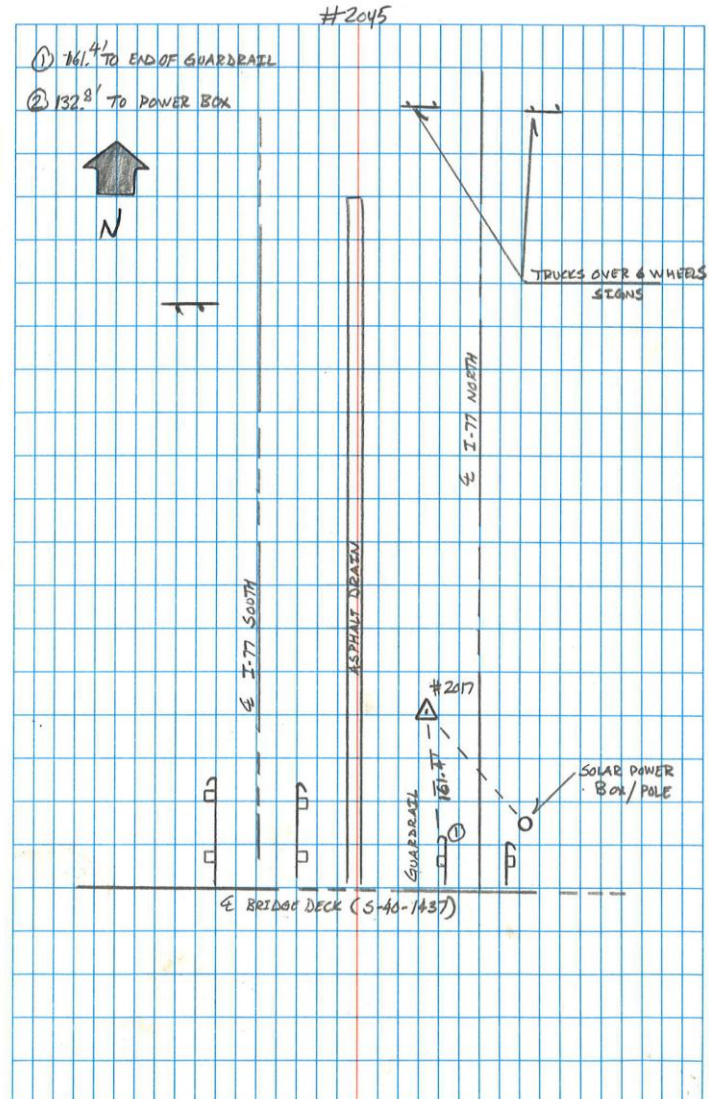 #2045
① 161.4' TO END OF GUARDRAIL
② 132.8' TO POWER BOX
N
TRUCKS OVER 6 WHEELS
SIGNS
℄ I-77 NORTH
℄ I-77 SOUTH
ASPHALT DRAIN
#2017
161.4'
GUARDRAIL
①
SOLAR POWER
BOX/POLE
℄ BRIDGE DECK (S-40-1437)